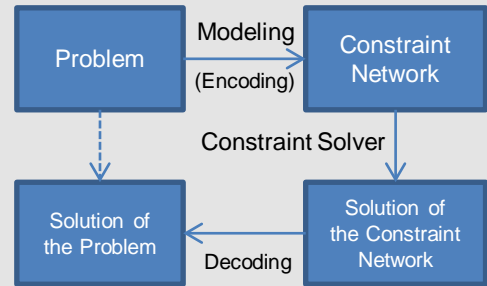 Problem
Modeling
(Encoding)
Constraint
Network
Constraint Solver
Solution of
the Problem
Decoding
Solution of
the Constraint
Network